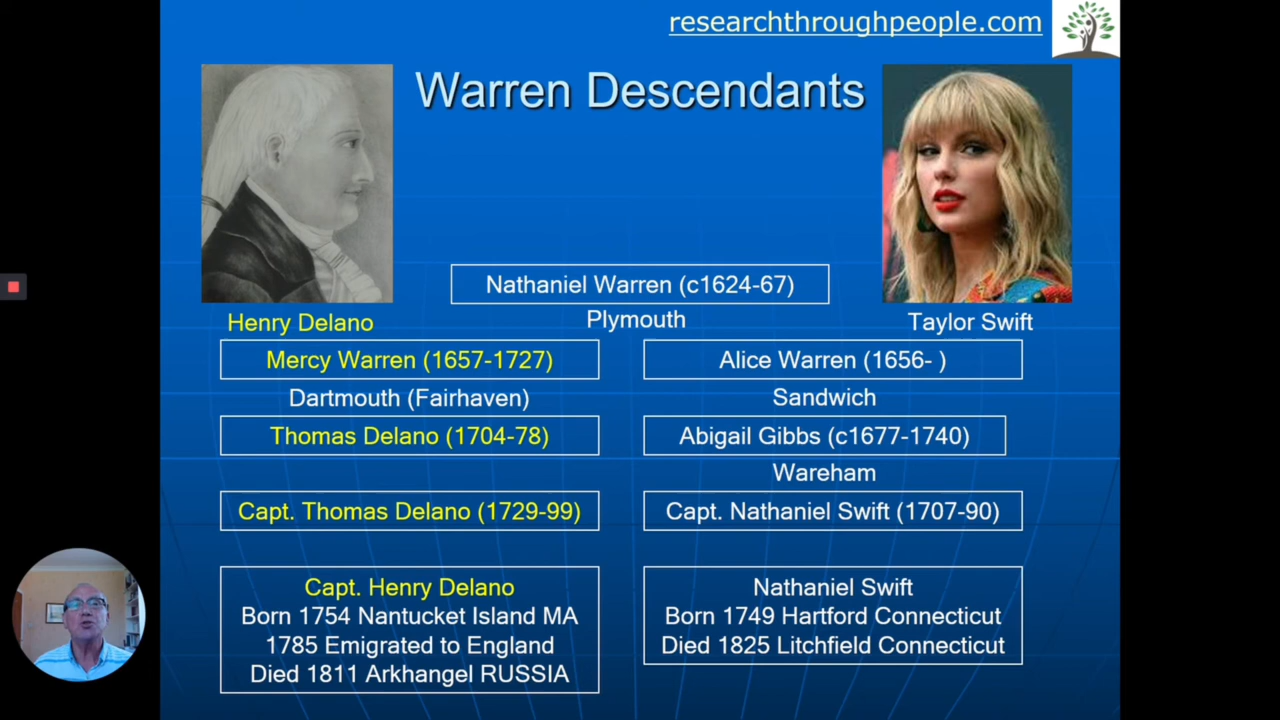 researchthroughpeople.com
Warren Descendants
Nathaniel Warren (c1624-67)
Henry Delano
Plymouth
Taylor Swift
Mercy Warren (1657-1727)
Alice Warren (1656- )
Dartmouth (Fairhaven)
Sandwich
Thomas Delano (1704-78)
Abigail Gibbs (c1677-1740)
Wareham
Capt. Thomas Delano (1729-99)
Capt. Nathaniel Swift (1707-90)
Capt. Henry Delano
Born 1754 Nantucket Island MA
1785 Emigrated to England
Died 1811 Arkhangel RUSSIA
Nathaniel Swift
Born 1749 Hartford Connecticut
Died 1825 Litchfield Connecticut